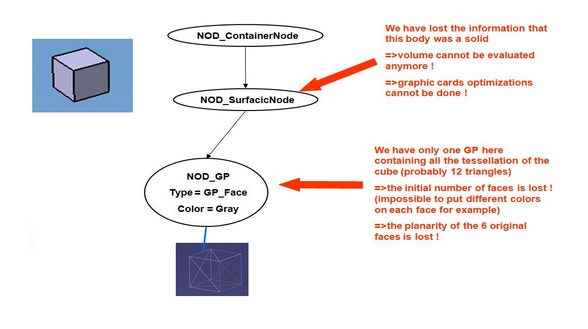 NOD_ContainerNode
We have lost the information that
this body was a solid
=>volume cannot be evaluated
anymore !
=>graphic cards optimizations
cannot be done !
NOD_SurfacicNode
We have only one GP here
containing all the tessellation of the
cube (probably 12 triangles)
=>the initial number of faces is lost !
(impossible to put different colors
on each face for example)
=>the planarity of the 6 original
faces is lost !
NOD_GP
Type = GP_Face
Color = Gray